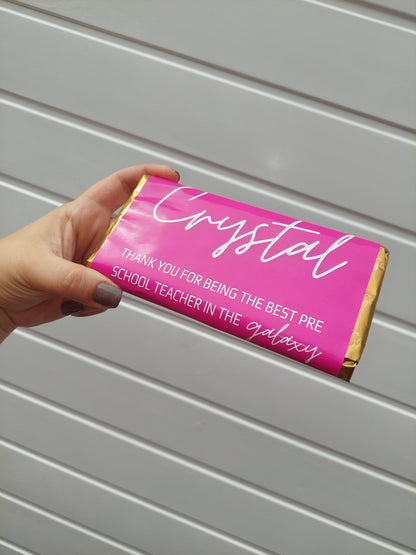 Crystal
THANK YOU FOR BEING THE BEST PRE
SCHOOL TEACHER IN THE galaxy